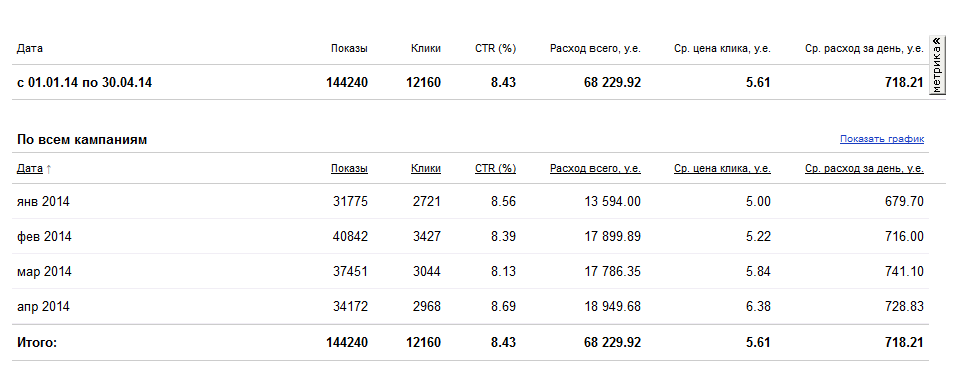 Дата Показы Клики CTR (%) Расход всего, у.е. Ср. цена клика, у.е. Ср. расход за день, у.е.
метрика «
с 01.01.14 по 30.04.14 144240 12160 8.43 68 229.92 5.61 718.21
По всем кампаниям Показать график
Дата ↑ Показы Клики CTR (%) Расход всего, у.е. Ср. цена клика, у.е. Ср. расход за день, у.е.
янв 2014 31775 2721 8.56 13 594.00 5.00 679.70
фев 2014 40842 3427 8.39 17 899.89 5.22 716.00
мар 2014 37451 3044 8.13 17 786.35 5.84 741.10
апр 2014 34172 2968 8.69 18 949.68 6.38 728.83
Итого: 144240 12160 8.43 68 229.92 5.61 718.21